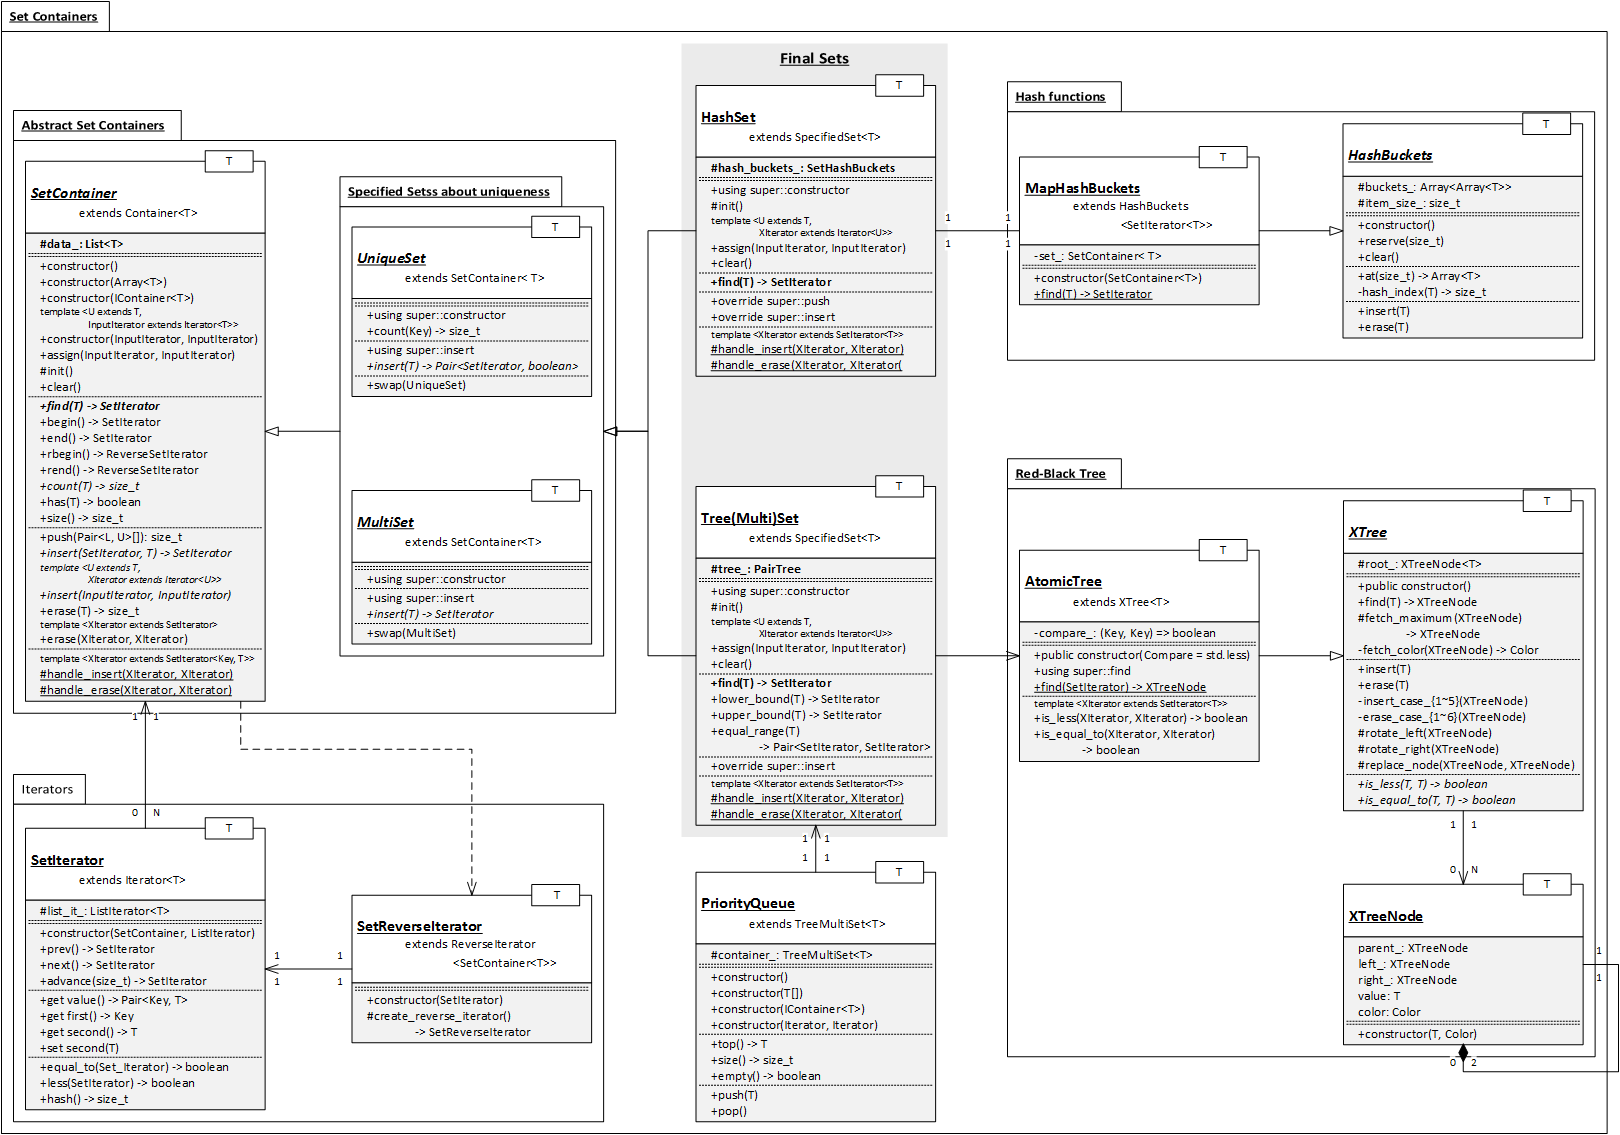 Set Containers
Abstract Set Containers
T
SetContainer
extends Container<T>
#data_: List<T>
+constructor()
+constructor(Array<T>)
+constructor(IContainer<T>)
template <U extends T,
InputIterator extends Iterator<T>>
+constructor(InputIterator, InputIterator)
+assign(InputIterator, InputIterator)
#init()
+clear()
+find(T) -> SetIterator
+begin() -> SetIterator
+end() -> SetIterator
+rbegin() -> ReverseSetIterator
+rend() -> ReverseSetIterator
+count(T) -> size_t
+has(T) -> boolean
+size() -> size_t
+push(Pair<L, U>[]): size_t
+insert(SetIterator, T) -> SetIterator
template <U extends T,
XIterator extends Iterator<U>>
+insert(InputIterator, InputIterator)
+erase(T) -> size_t
template <XIterator extends SetIterator>
+erase(XIterator, XIterator)
template <XIterator extends SetIterator<Key, T>>
#handle_insert(XIterator, XIterator)
#handle_erase(XIterator, XIterator)
Specified Setss about uniqueness
T
UniqueSet
extends SetContainer< T>
+using super::constructor
+count(Key) -> size_t
+using super::insert
+insert(T) -> Pair<SetIterator, boolean>
+swap(UniqueSet)
T
MultiSet
extends SetContainer<T>
+using super::constructor
+using super::insert
+insert(T) -> SetIterator
+swap(MultiSet)
1 1
0 N
Iterators
T
SetIterator
extends Iterator<T>
#list_it_: ListIterator<T>
+constructor(SetContainer, ListIterator)
+prev() -> SetIterator
+next() -> SetIterator
+advance(size_t) -> SetIterator
+get value() -> Pair<Key, T>
+get first() -> Key
+get second() -> T
+set second(T)
+equal_to(Set_Iterator) -> boolean
+less(SetIterator) -> boolean
+hash() -> size_t
1 1
1 1
T
SetReverseIterator
extends ReverseIterator
<SetContainer<T>>
+constructor(SetIterator)
#create_reverse_iterator()
-> SetReverseIterator
Final Sets
T
HashSet
extends SpecifiedSet<T>
#hash_buckets_: SetHashBuckets
+using super::constructor
#init()
template <U extends T,
XIterator extends Iterator<U>>
+assign(InputIterator, InputIterator)
+clear()
+find(T) -> SetIterator
+override super::push
+override super::insert
template <XIterator extends SetIterator<T>>
#handle_insert(XIterator, XIterator)
#handle_erase(XIterator, XIterator(
T
Tree(Multi)Set
extends SpecifiedSet<T>
#tree_: PairTree
+using super::constructor
#init()
template <U extends T,
XIterator extends Iterator<U>>
+assign(InputIterator, InputIterator)
+clear()
+find(T) -> SetIterator
+lower_bound(T) -> SetIterator
+upper_bound(T) -> SetIterator
+equal_range(T)
-> Pair<SetIterator, SetIterator>
+override super::insert
template <XIterator extends SetIterator<T>>
#handle_insert(XIterator, XIterator)
#handle_erase(XIterator, XIterator(
1 1
1 1
T
PriorityQueue
extends TreeMultiSet<T>
#container_: TreeMultiSet<T>
+constructor()
+constructor(T[])
+constructor(IContainer<T>)
+constructor(Iterator, Iterator)
+top() -> T
+size() -> size_t
+empty() -> boolean
+push(T)
+pop()
1 1
1 1
Hash functions
T
MapHashBuckets
extends HashBuckets
<SetIterator<T>>
-set_: SetContainer< T>
+constructor(SetContainer<T>)
+find(T) -> SetIterator
T
HashBuckets
#buckets_: Array<Array<T>>
#item_size_: size_t
+constructor()
+reserve(size_t)
+clear()
+at(size_t) -> Array<T>
-hash_index(T) -> size_t
+insert(T)
+erase(T)
Red-Black Tree
T
AtomicTree
extends XTree<T>
-compare_: (Key, Key) => boolean
+public constructor(Compare = std.less)
+using super::find
+find(SetIterator) -> XTreeNode
template <XIterator extends SetIterator<T>>
+is_less(XIterator, XIterator) -> boolean
+is_equal_to(XIterator, XIterator)
-> boolean
T
XTree
#root_: XTreeNode<T>
+public constructor()
+find(T) -> XTreeNode
#fetch_maximum(XTreeNode)
-> XTreeNode
-fetch_color(XTreeNode) -> Color
+insert(T)
+erase(T)
-insert_case_{1~5}(XTreeNode)
-erase_case_{1~6}(XTreeNode)
#rotate_left(XTreeNode)
#rotate_right(XTreeNode)
#replace_node(XTreeNode, XTreeNode)
+is_less(T, T) -> boolean
+is_equal_to(T, T) -> boolean
1 1
0 N
T
XTreeNode
parent_: XTreeNode
left_: XTreeNode
right_: XTreeNode
value: T
color: Color
+constructor(T, Color)
1
1
0 2